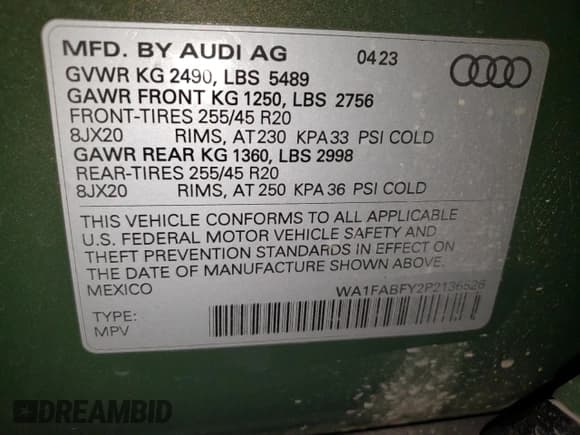 MFD. BY AUDI AG 04 23
GVWR KG 2490, LBS 5489
GAWR FRONT KG 1250, LBS 2756
FRONT-TIRES 255/45 R20
8JX20 RIMS, AT 230 KPA 33 PSI COLD
GAWR REAR KG 1360, LBS 2998
REAR-TIRES 255/45 R20
8JX20 RIMS, AT 250 KPA 36 PSI COLD
THIS VEHICLE CONFORMS TO ALL APPLICABLE
U.S. FEDERAL MOTOR VEHICLE SAFETY AND
THEFT PREVENTION STANDARDS IN EFFECT ON
THE DATE OF MANUFACTURE SHOWN ABOVE.
MEXICO WA1FABFY2P2136526
TYPE:
MPV
DREAMBID